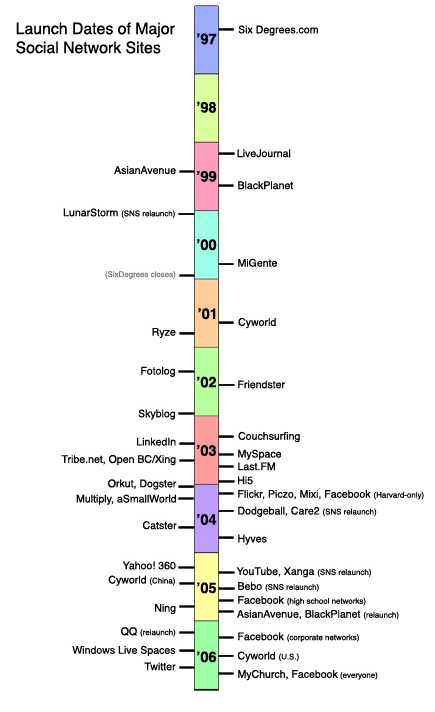 Launch Dates of Major
Social Network Sites
'97
Six Degrees.com
'98
LiveJournal
AsianAvenue
'99
BlackPlanet
LunarStorm (SNS relaunch)
'00
MiGente
(SixDegrees closes)
'01
Cyworld
Ryze
Fotolog
'02
Friendster
Skyblog
Couchsurfing
LinkedIn
'03
MySpace
Tribe.net, Open BC/Xing
Last.FM
Hi5
Orkut, Dogster
Flickr, Piczo, Mixi, Facebook (Harvard-only)
Multiply, aSmallWorld
Dodgeball, Care2 (SNS relaunch)
'04
Catster
Hyves
Yahoo! 360
YouTube, Xanga (SNS relaunch)
Cyworld (China)
'05
Bebo (SNS relaunch)
Facebook (high school networks)
Ning
AsianAvenue, BlackPlanet (relaunch)
QQ (relaunch)
Facebook (corporate networks)
Windows Live Spaces
'06
Cyworld (U.S.)
Twitter
MyChurch, Facebook (everyone)